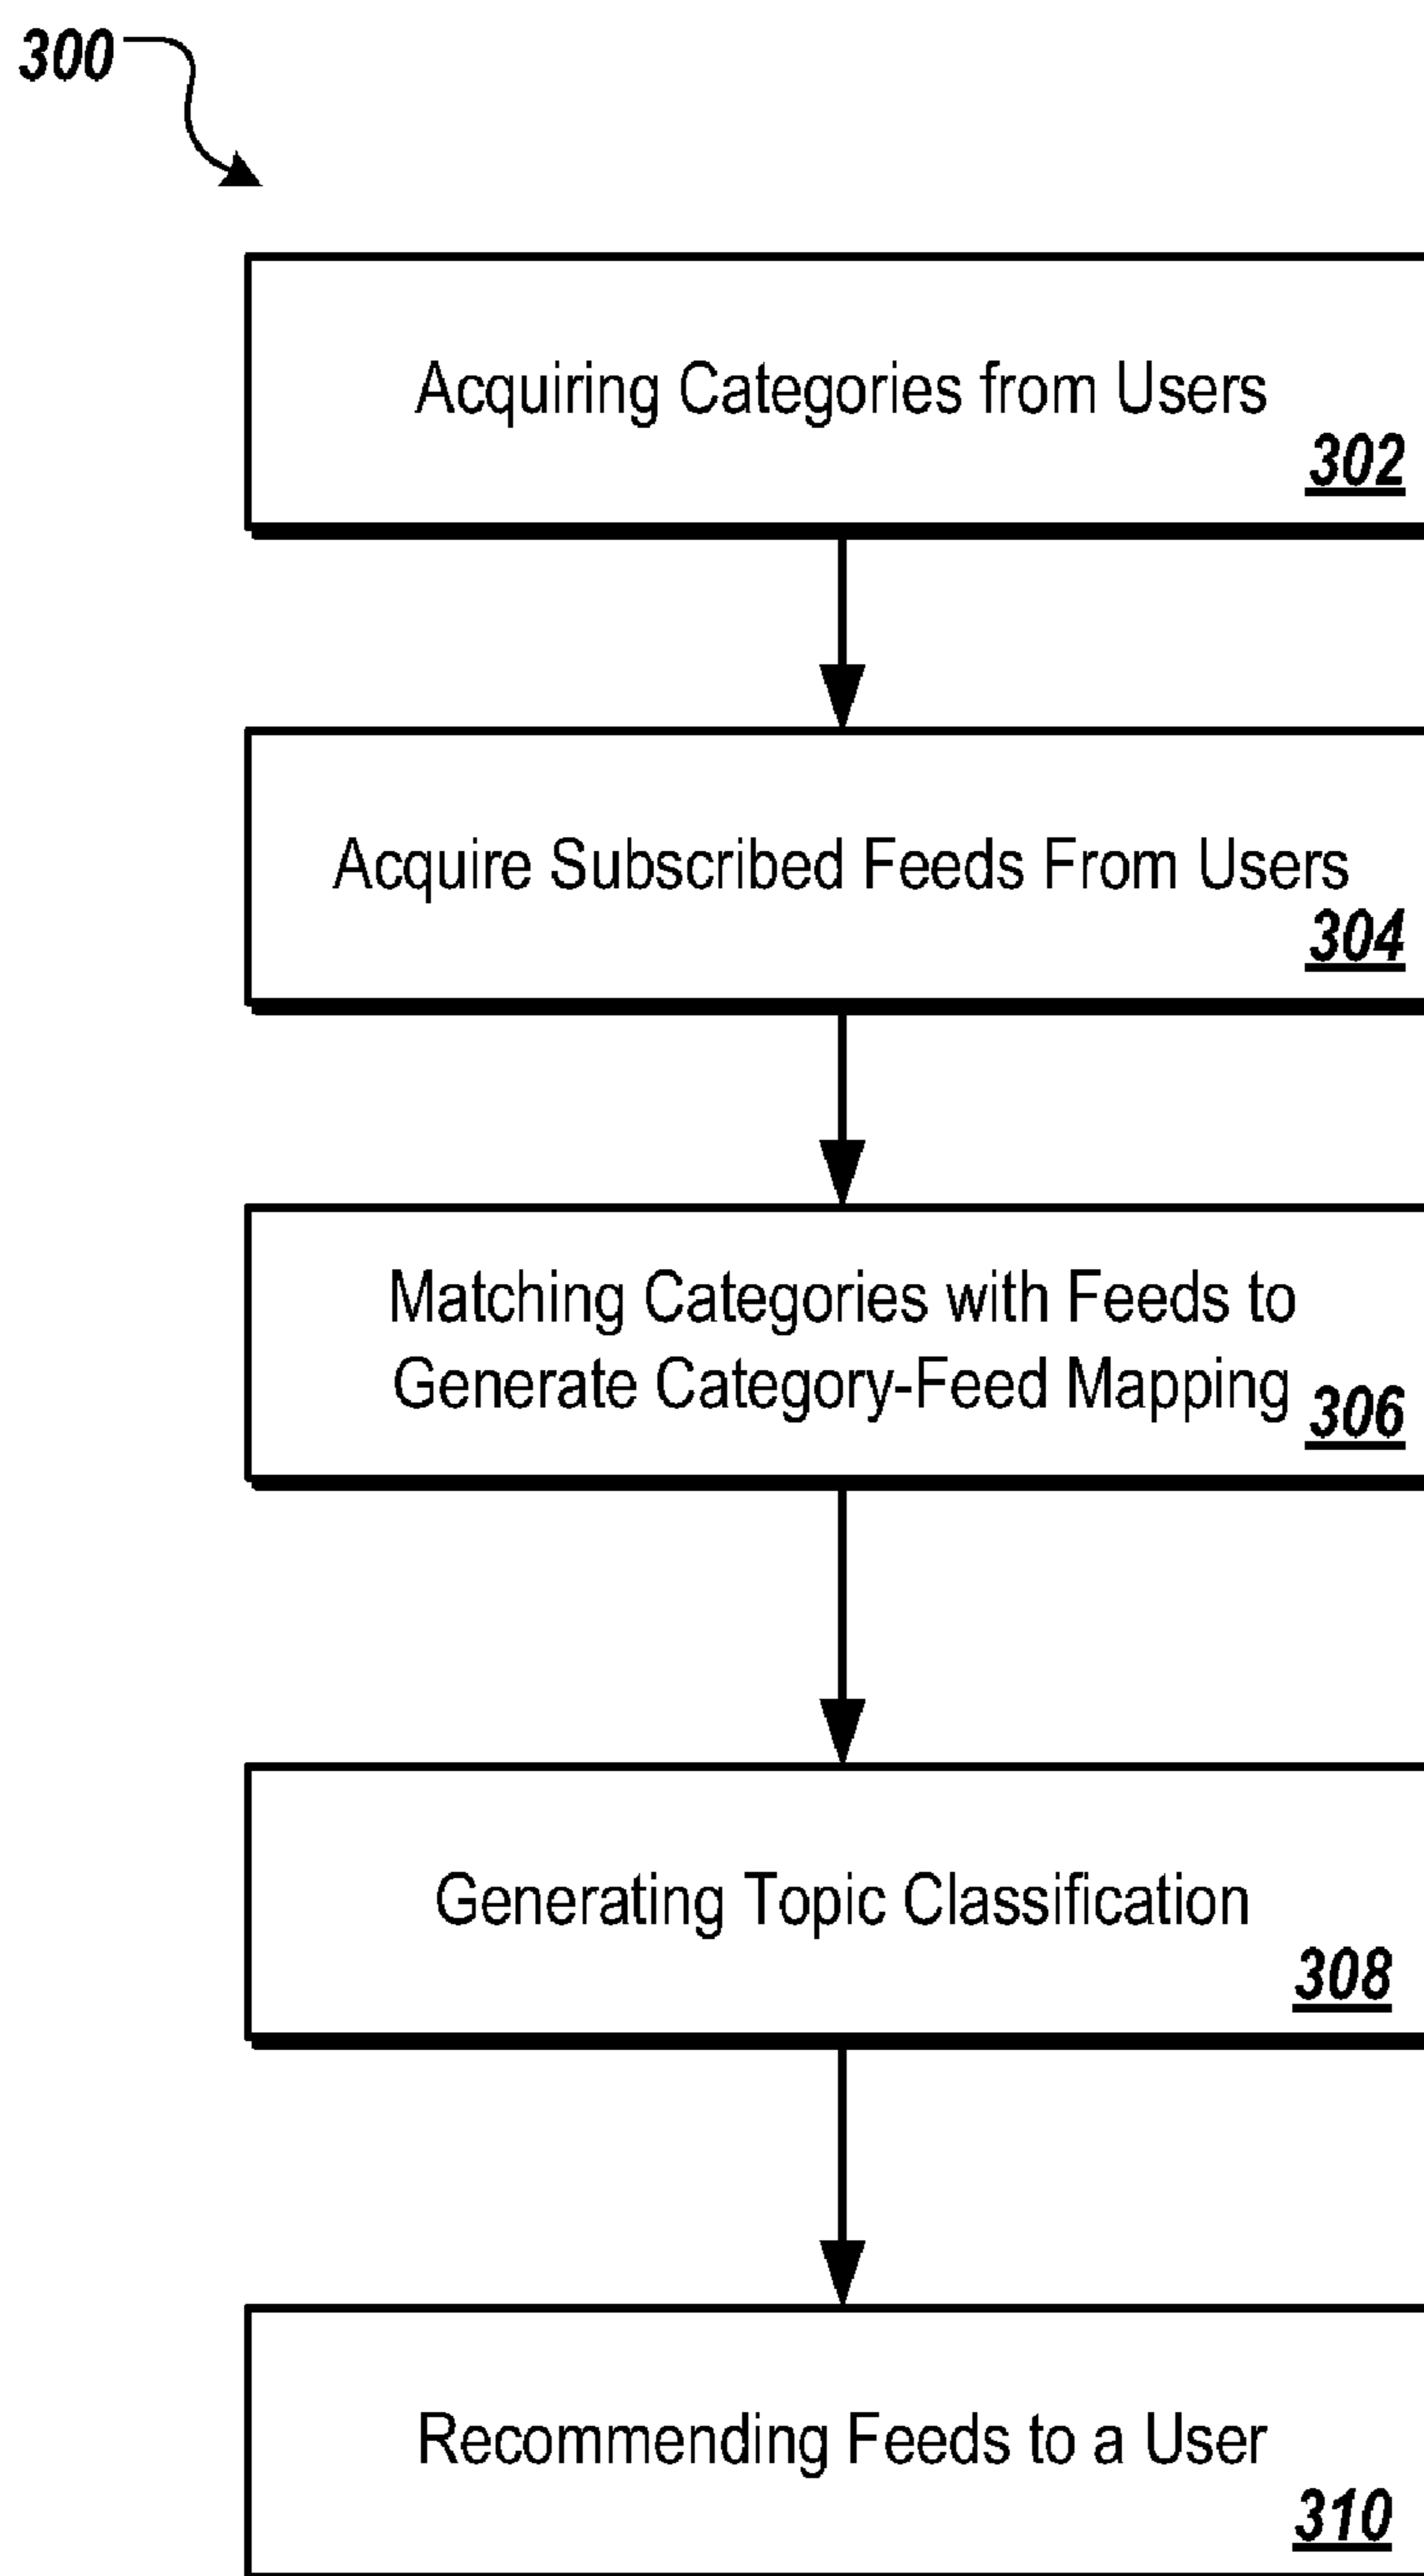 300
Acquiring Categories from Users
302
Acquire Subscribed Feeds From Users
304
Matching Categories with Feeds to
Generate Category-Feed Mapping
306
Generating Topic Classification
308
Recommending Feeds to a User
310